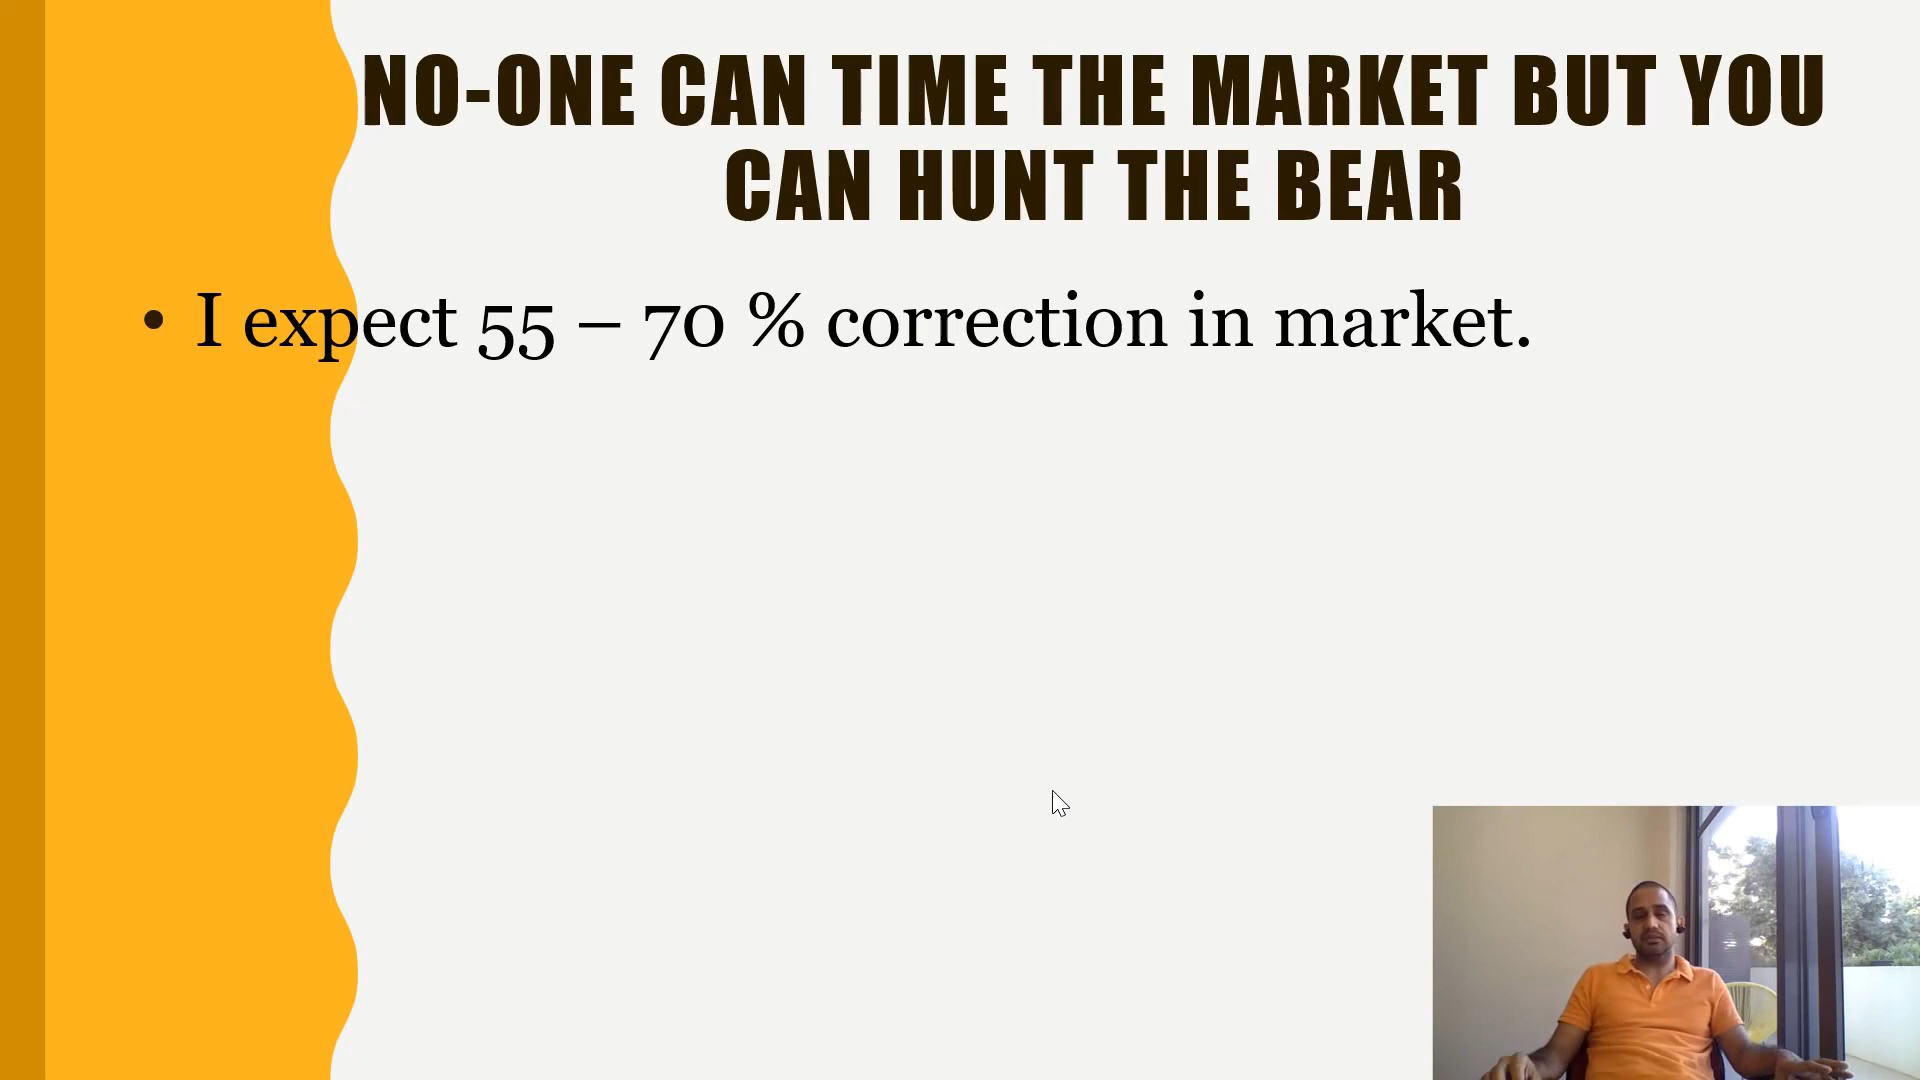 NO-ONE CAN TIME THE MARKET BUT YOU
CAN HUNT THE BEAR
• I expect 55 – 70 % correction in market.